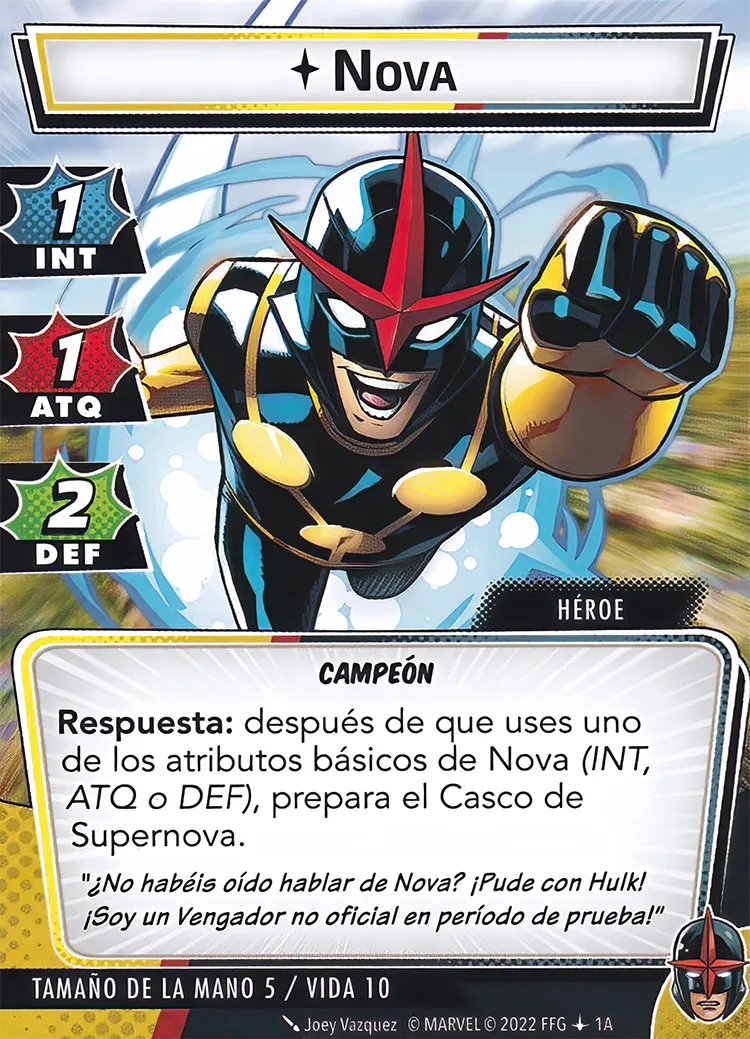 Nova
1
INT
1
ATQ
2
DEF
HÉROE
CAMPEÓN
Respuesta: después de que uses uno
de los atributos básicos de Nova (INT,
ATQ o DEF), prepara el Casco de
Supernova.
"¿No habéis oído hablar de Nova? ¡Pude con Hulk!
¡Soy un Vengador no oficial en período de prueba!"
TAMAÑO DE LA MANO 5 / VIDA 10
Joey Vazquez © MARVEL © 2022 FFG 1A